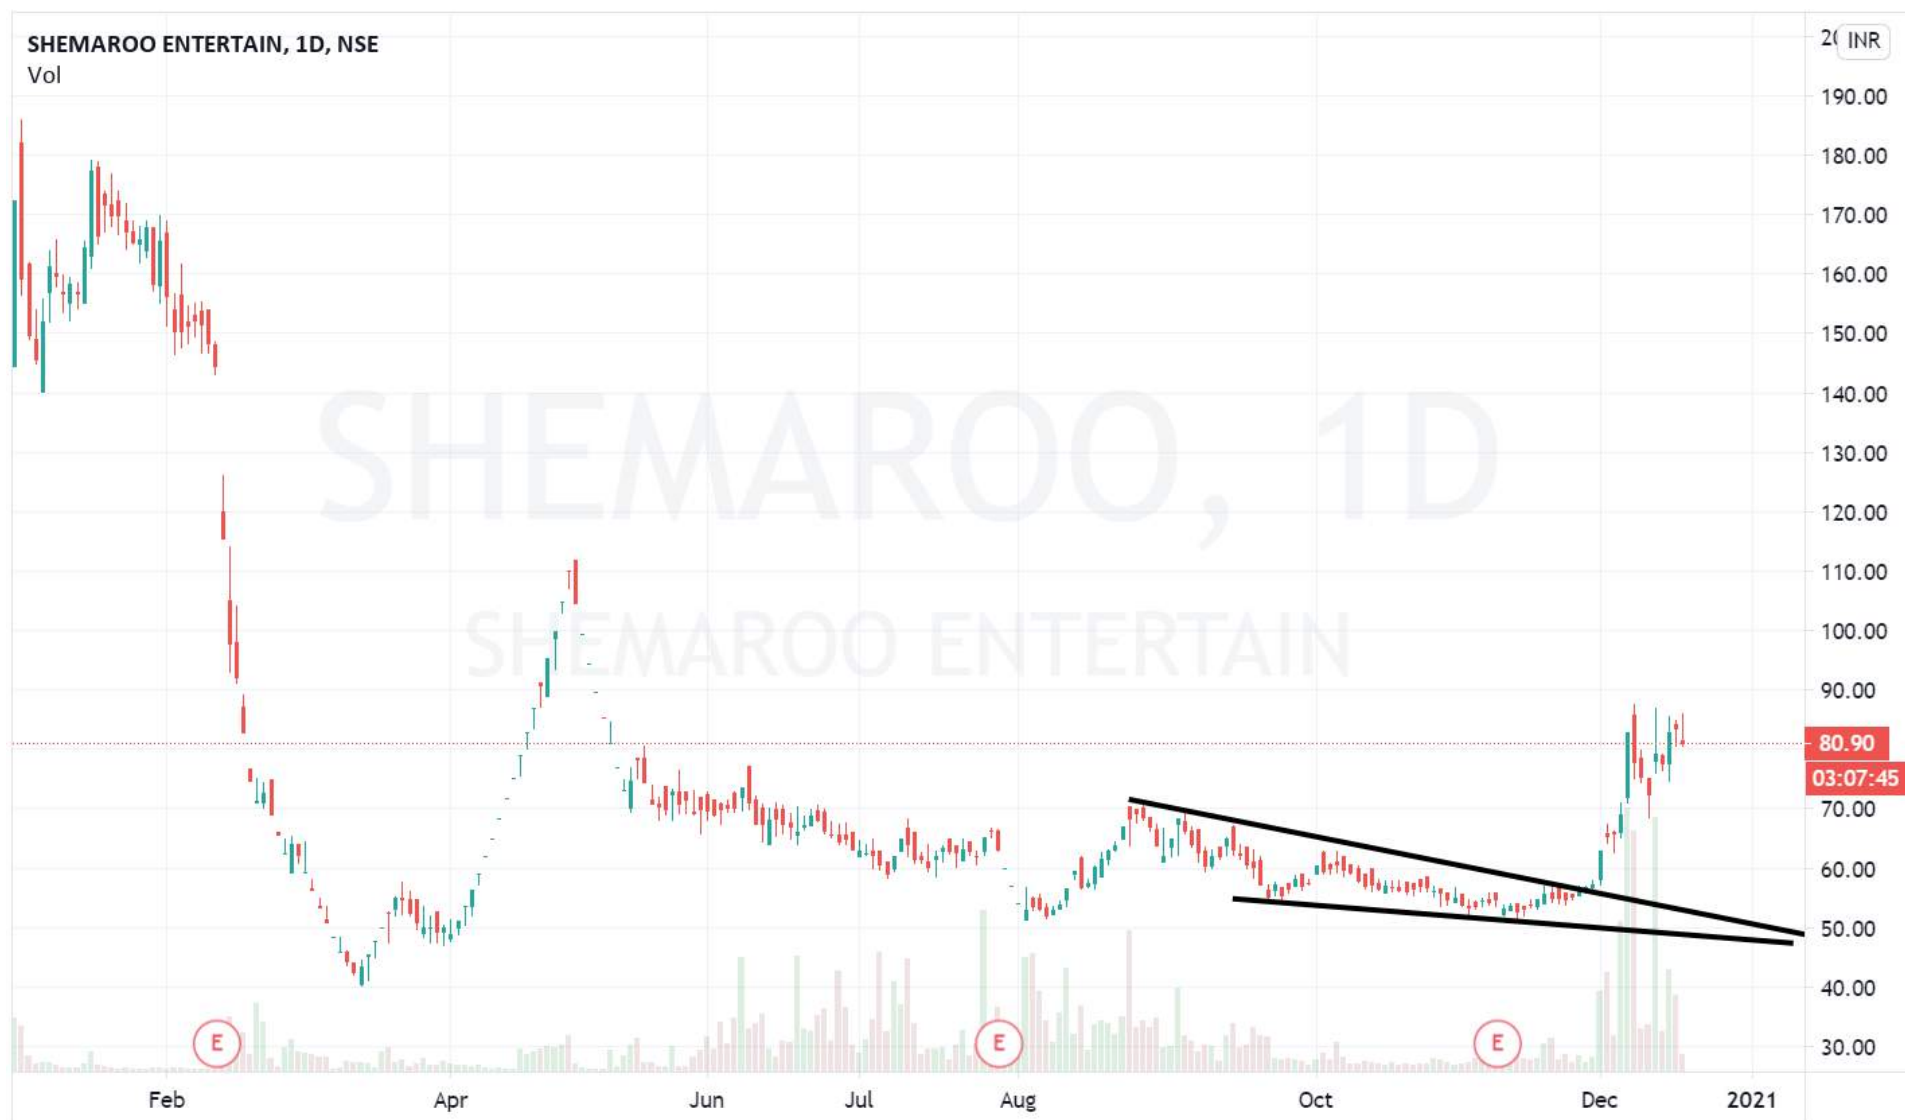 SHEMAROO ENTERTAIN, 1D, NSE
Vol
INR
190.00
180.00
170.00
160.00
150.00
140.00
SHEMAROO, 1D
130.00
120.00
110.00
100.00
SHEMAROO ENTERTAIN
90.00
80.90
03:07:45
70.00
60.00
50.00
40.00
E E E
30.00
Feb Apr Jun Jul Aug Oct Dec 2021